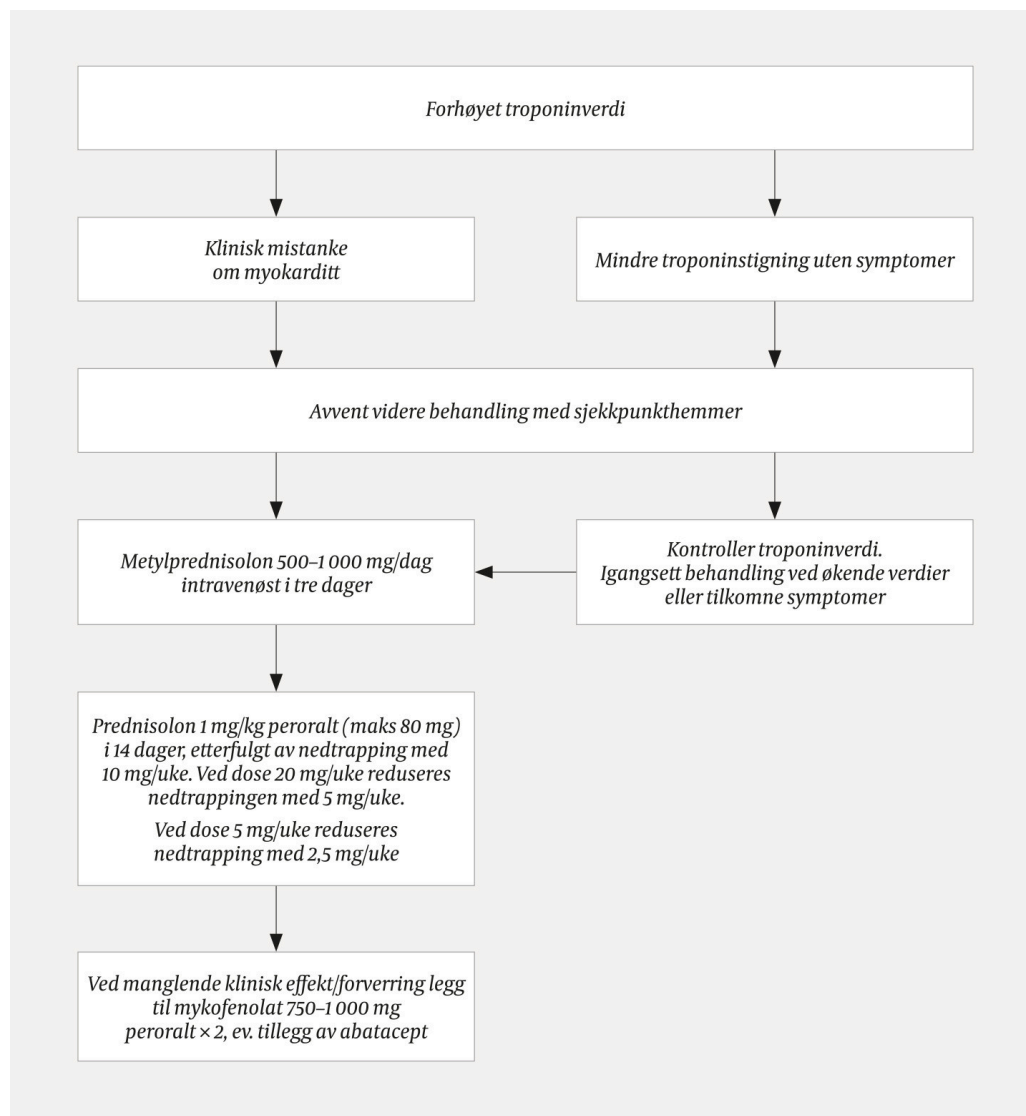 Forhøyet troponinverdi
Klinisk mistanke
om myokarditt
Mindre troponinstigning uten symptomer
Avvent videre behandling med sjekkpunkthemmer
Metylprednisolon 500–1 000 mg/dag
intravenøst i tre dager
Kontroller troponinverdi.
Igangsett behandling ved økende verdier
eller tilkomne symptomer
Prednisolon 1 mg/kg peroralt (maks 80 mg)
i 14 dager, etterfulgt av nedtrapping med
10 mg/uke. Ved dose 20 mg/uke reduseres
nedtrappingen med 5 mg/uke.
Ved dose 5 mg/uke reduseres
nedtrapping med 2,5 mg/uke
Ved manglende klinisk effekt/forverring legg
til mykofenolat 750–1 000 mg
peroralt × 2, ev. tillegg av abatacept